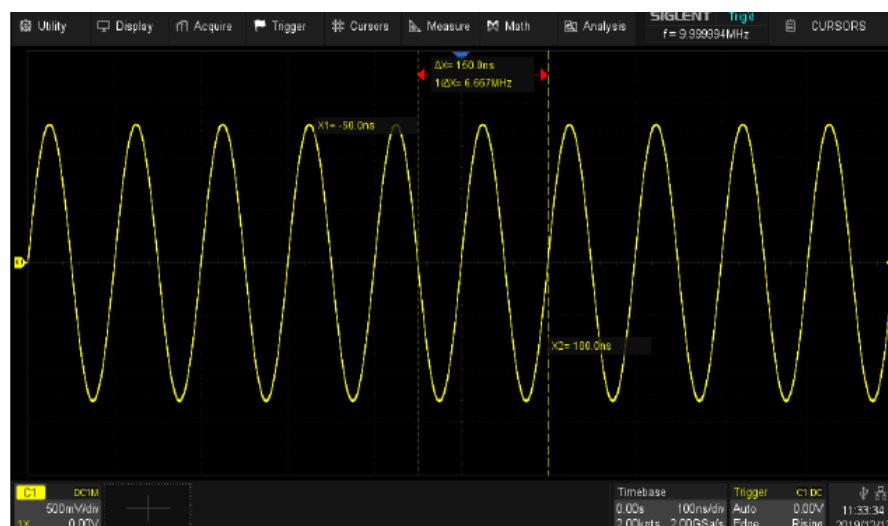 Utility Display Acquire Trigger Cursors Measure Math Analysis SIGLENT Trig'd CURSORS
f = 9.999994MHz
ΔX= 150.0ns
1/ΔX= 6.667MHz
X1= -50.0ns
X2= 100.0ns
C1 DC1M Timebase Trigger C1 DC
500mV/div 0.00s 100ns/div Auto 0.00V 11:33:34
1X 0.00V 2.00kpts 2.00GSa/s Edge Rising